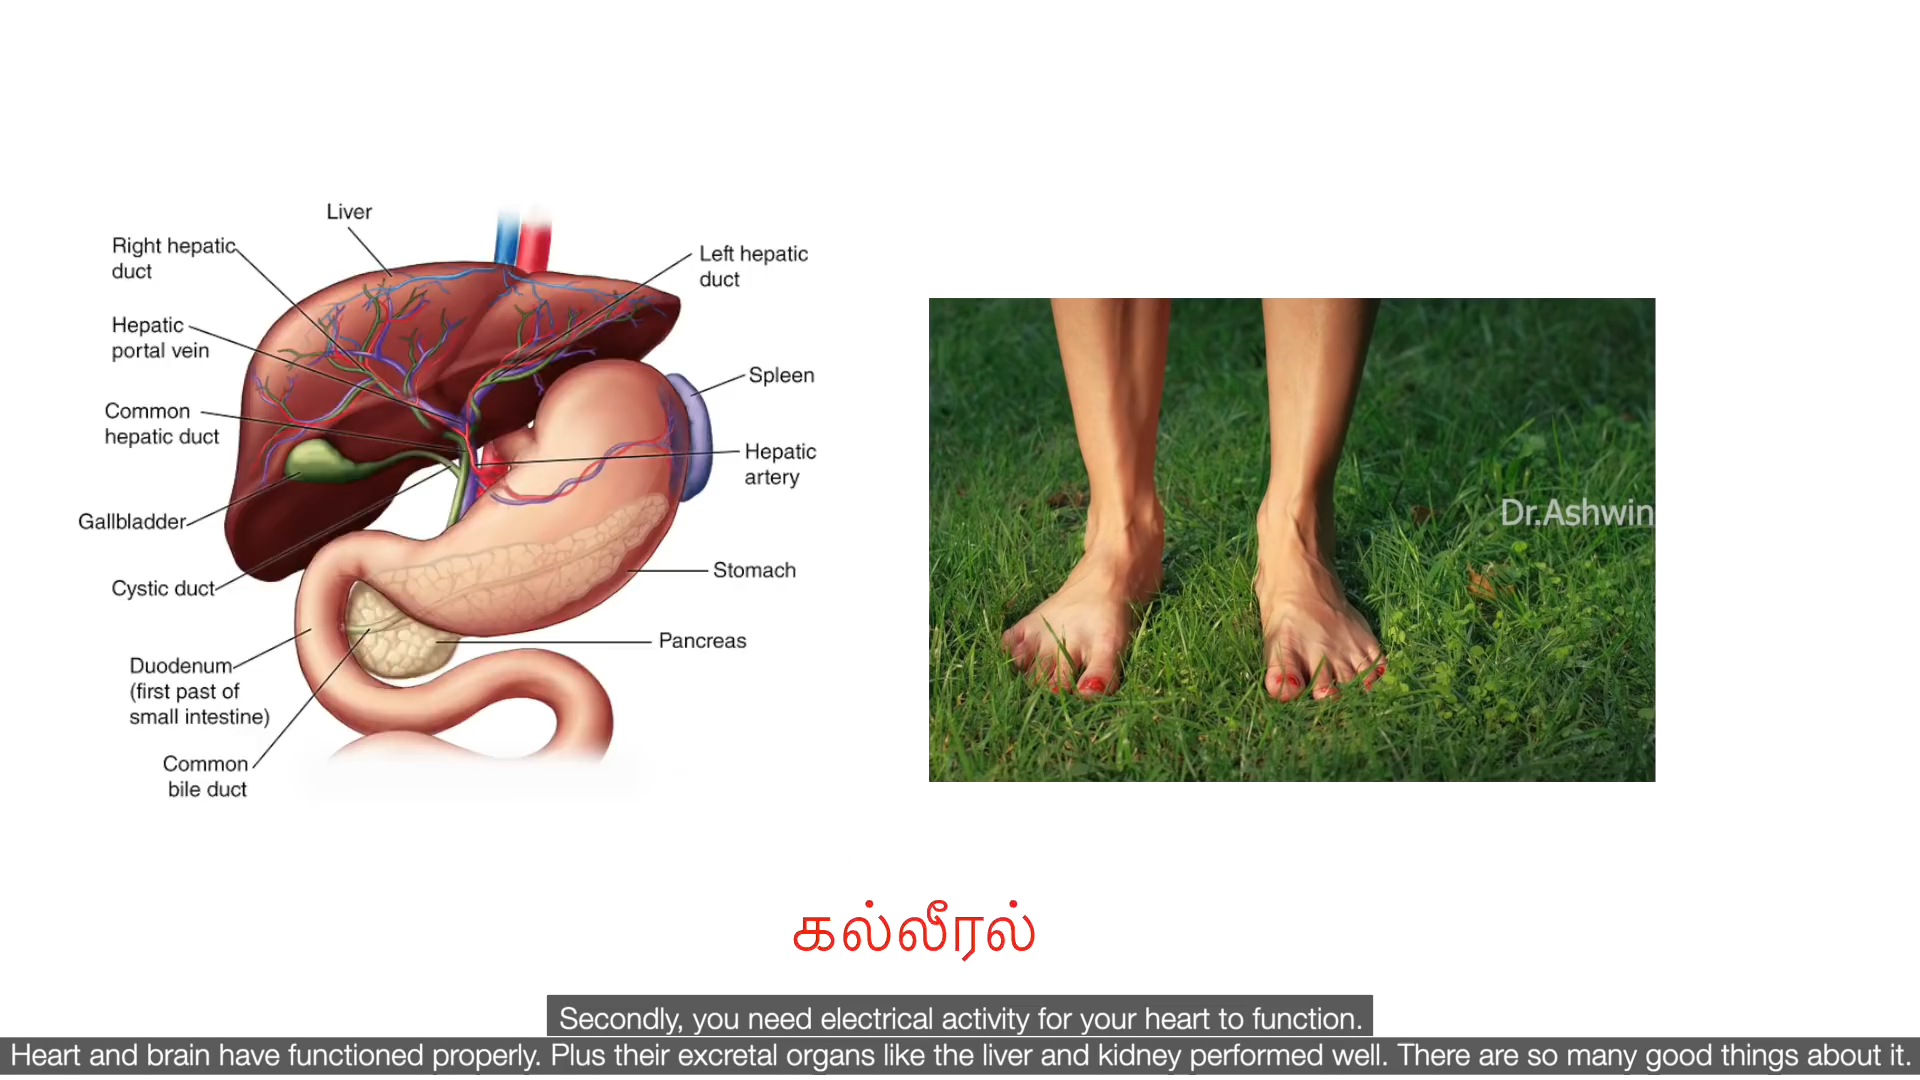 Liver
Right hepatic
duct
Left hepatic
duct
Hepatic
portal vein
Spleen
Common
hepatic duct
Hepatic
artery
Gallbladder
Cystic duct
Stomach
Pancreas
Duodenum
(first past of
small intestine)
Common
bile duct
Dr.Ashwin
கல்லீரல்
Secondly, you need electrical activity for your heart to function.
Heart and brain have functioned properly. Plus their excretal organs like the liver and kidney performed well. There are so many good things about it.